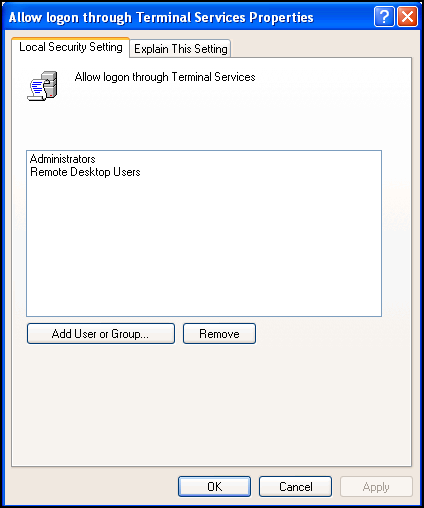 Allow logon through Terminal Services Properties
Local Security Setting
Explain This Setting
Allow logon through Terminal Services
Administrators
Remote Desktop Users
Add User or Group...
Remove
OK
Cancel
Apply